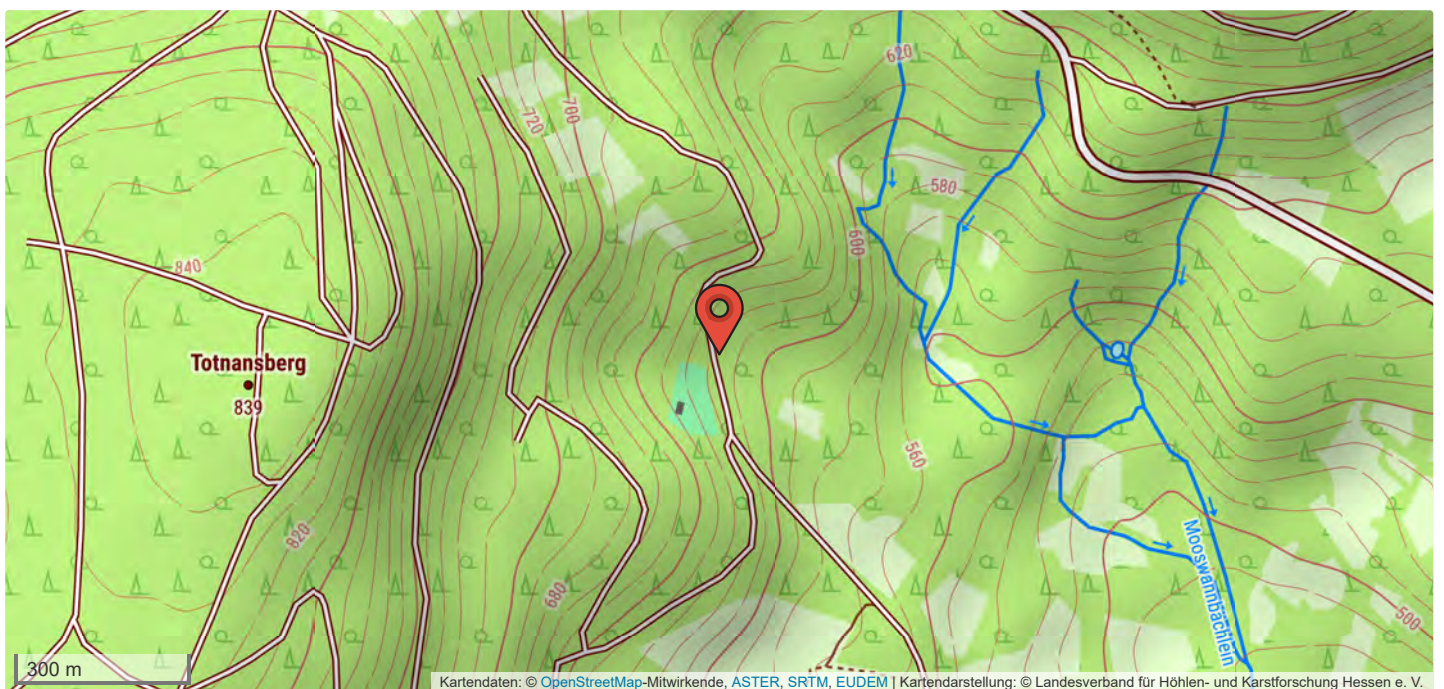 620
720
700
580
600
840
Totnansberg
839
560
820
Mooswannbächlein
680
500
300 m
Kartendaten: © OpenStreetMap-Mitwirkende, ASTER, SRTM, EUDEM | Kartendarstellung: © Landesverband für Höhlen- und Karstforschung Hessen e. V.